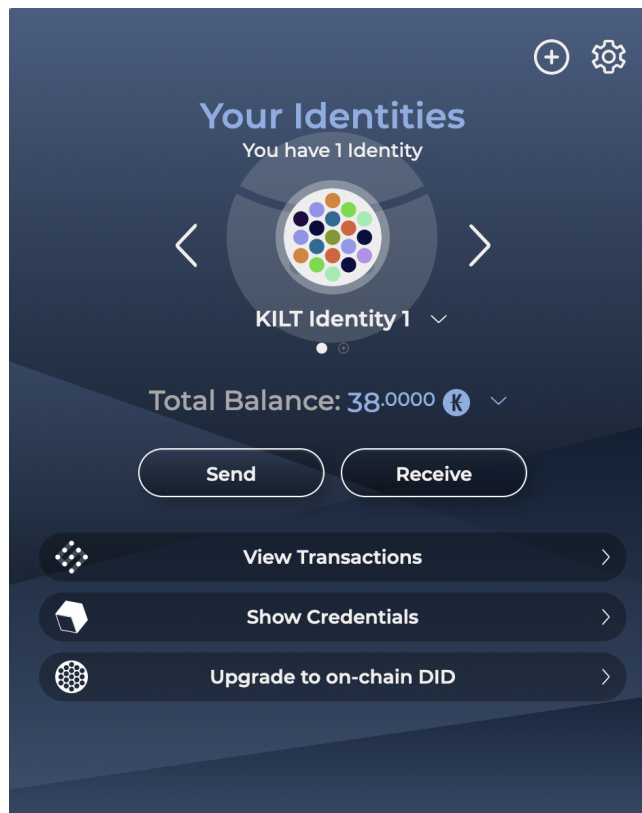 Your Identities
You have 1 Identity
KILT Identity 1
Total Balance: 38.0000 K
Send
Receive
View Transactions
Show Credentials
Upgrade to on-chain DID